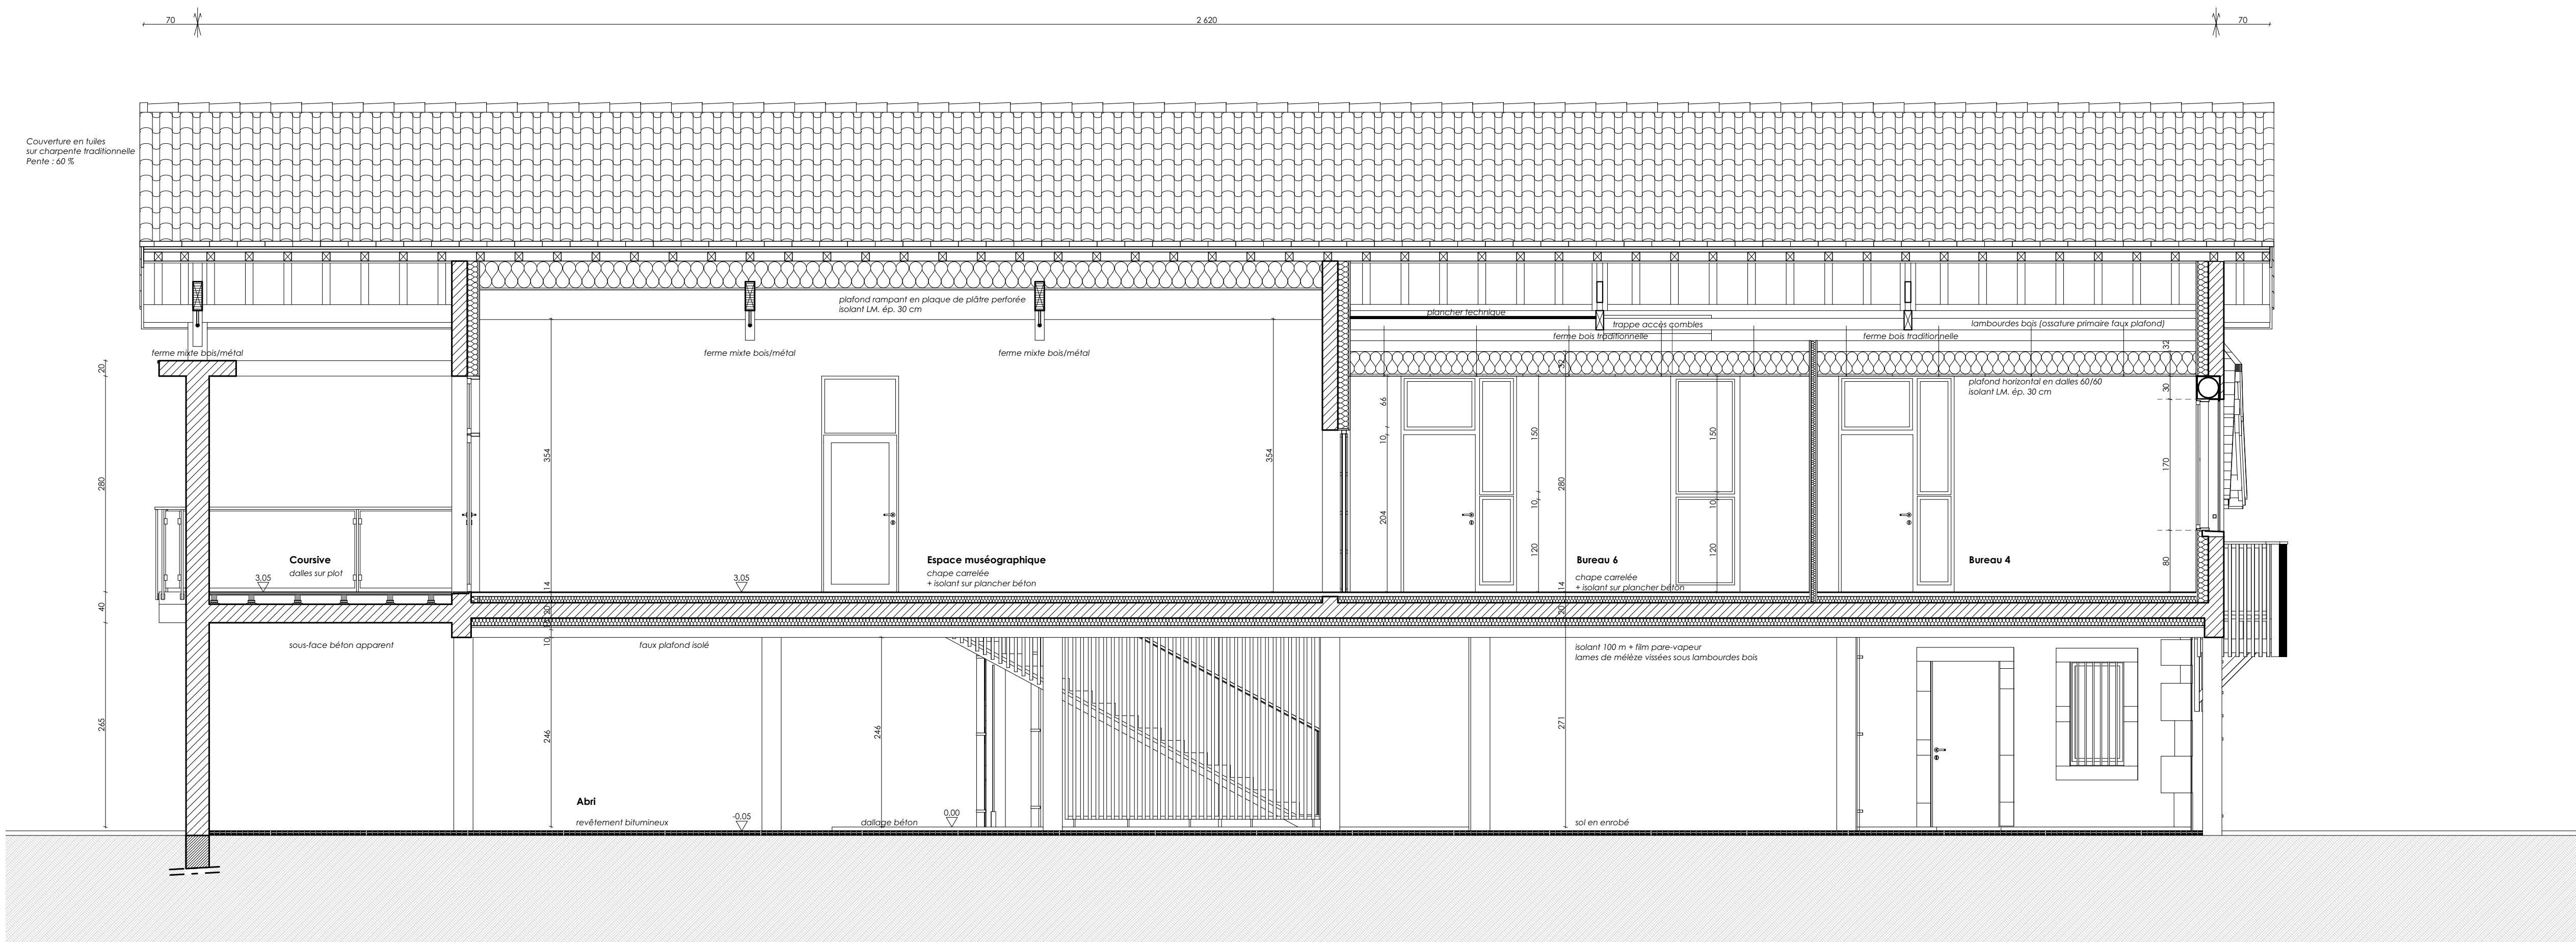 70
2 620
70
Couverture en tuiles
sur charpente traditionnelle
Pente : 60 %
plafond rampant en plaque de plâtre perforée
isolant LM. ép. 30 cm
plancher technique
trappe accès combles
lambourdes bois (ossature primaire faux plafond)
ferme bois traditionnelle
ferme bois traditionnelle
ferme mixte bois/métal
ferme mixte bois/métal
ferme mixte bois/métal
32
32
20
plafond horizontal en dalles 60/60
isolant LM. ép. 30 cm
30
66
10
150
150
354
354
280
280
170
204
10
10
120
120
80
Coursive
dalles sur plot
3,05
3,05
Espace muséographique
chape carrelée
+ isolant sur plancher béton
Bureau 6
chape carrelée
+ isolant sur plancher béton
Bureau 4
14
14
40
20
20
15
10
sous-face béton apparent
faux plafond isolé
isolant 100 m + film pare-vapeur
lames de mélèze vissées sous lambourdes bois
265
246
246
271
Abri
revêtement bitumineux
-0,05
dallage béton
0,00
sol en enrobé